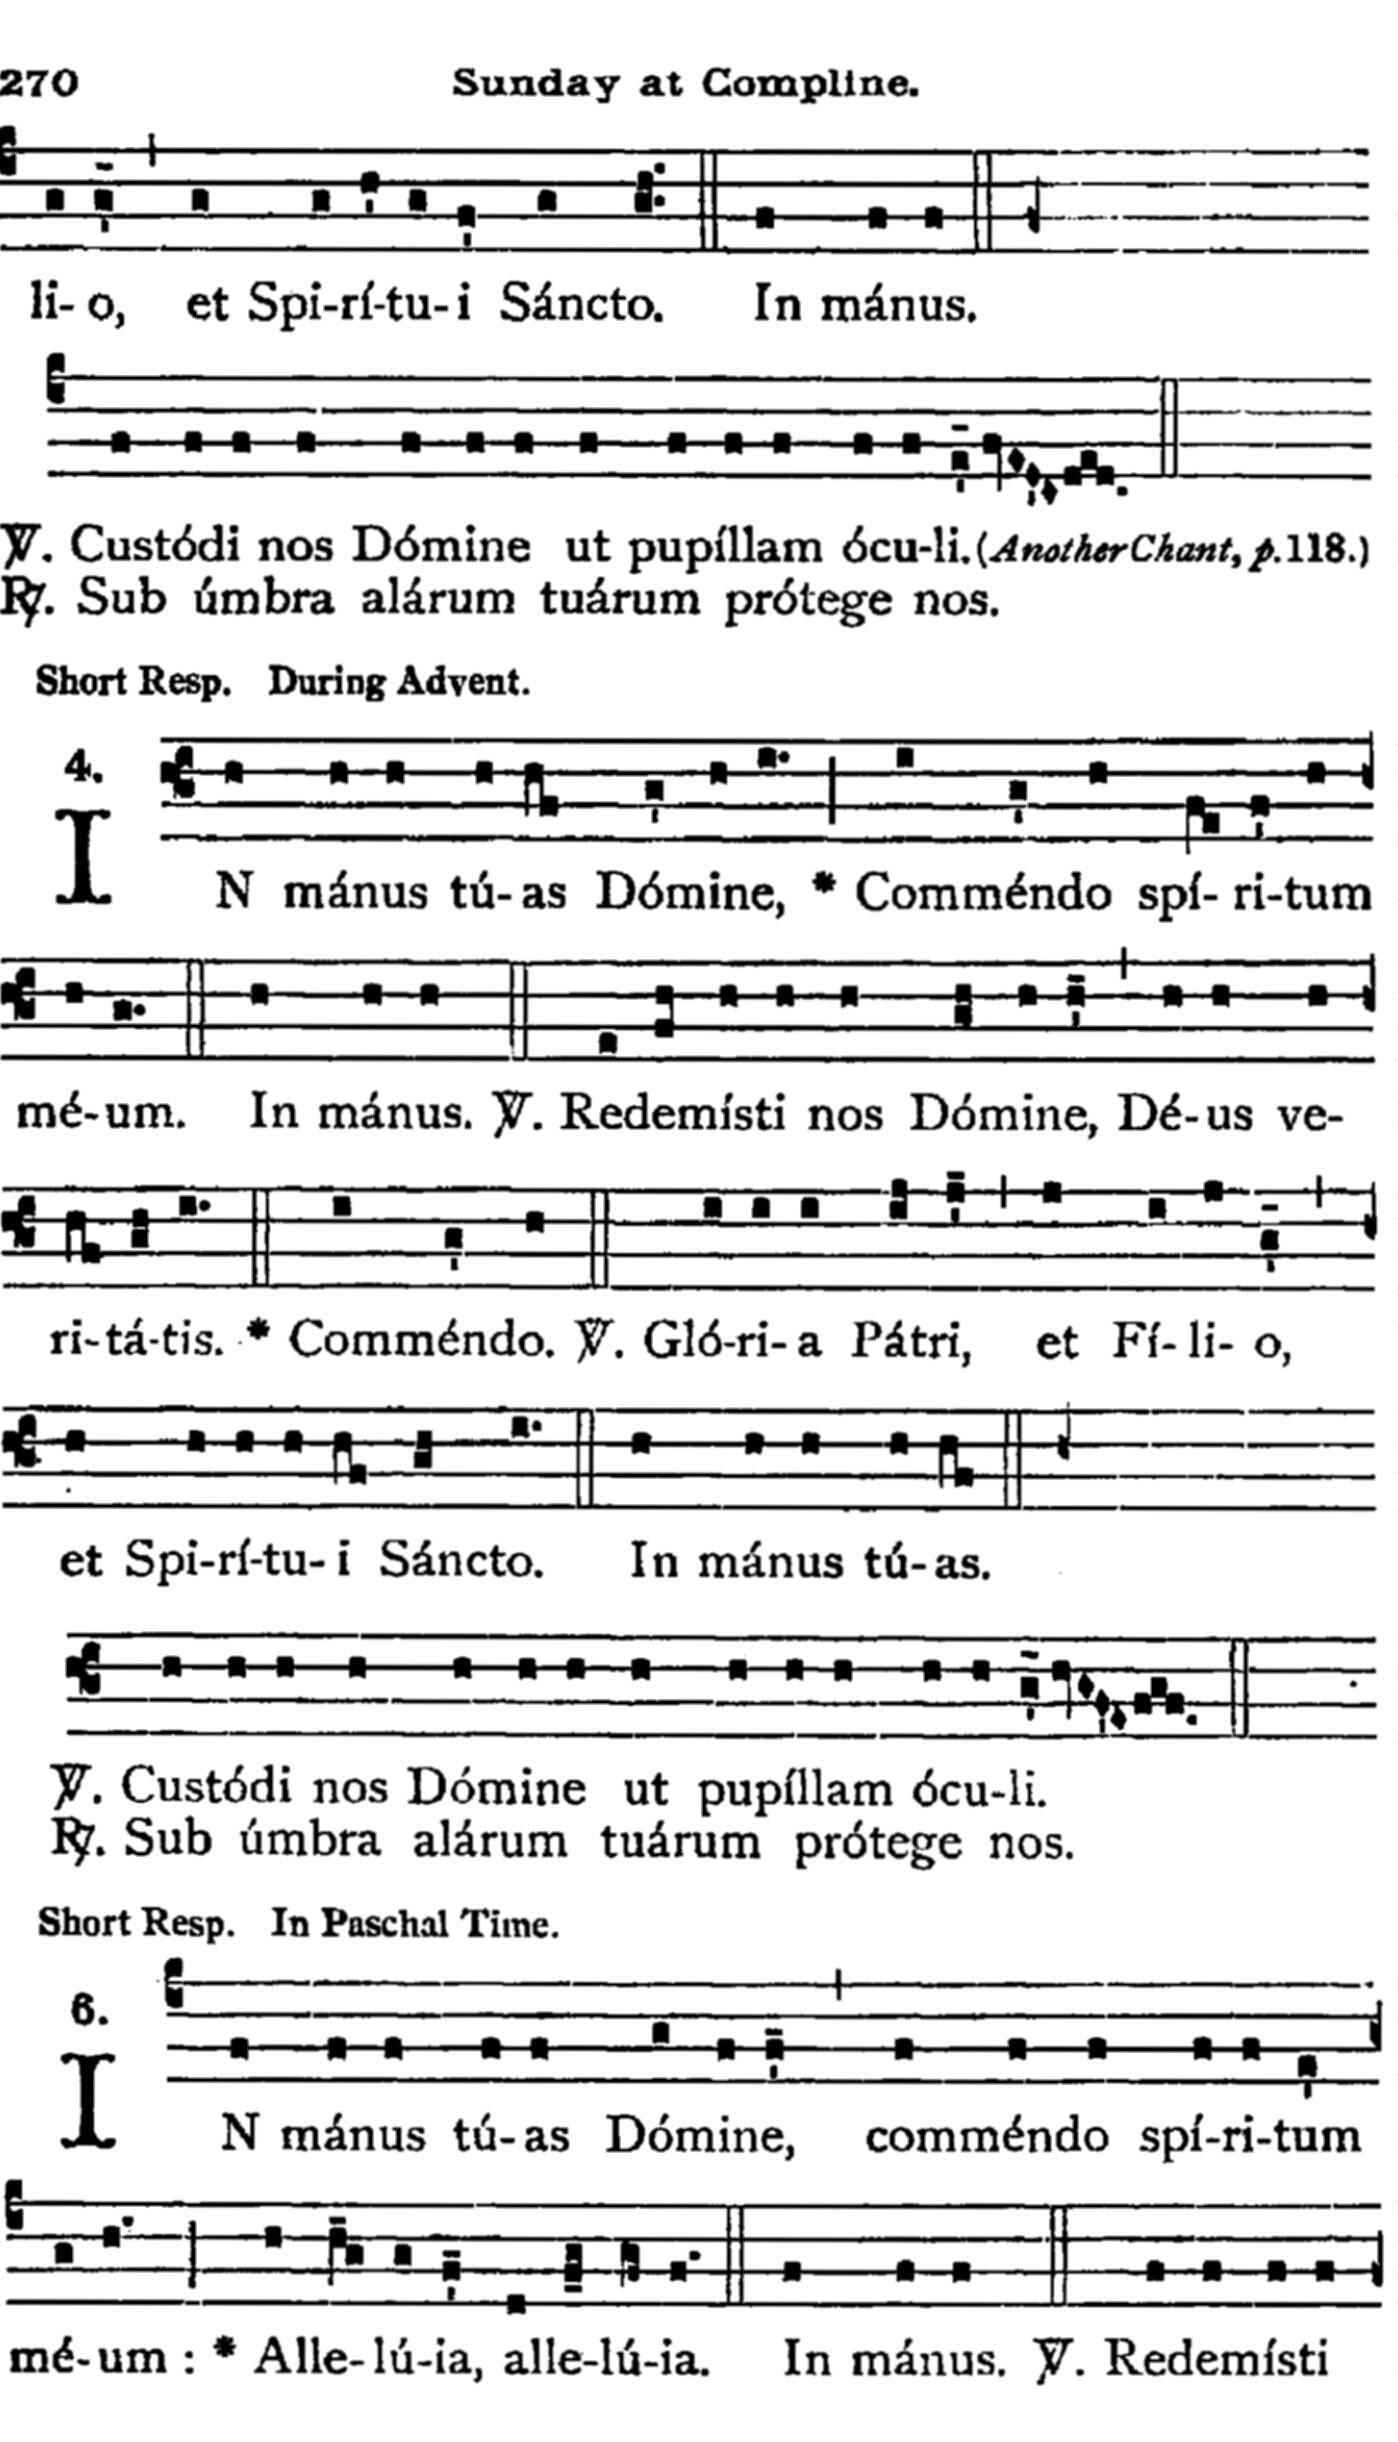 270 Sunday at Compline.
li- o, et Spi-rí-tu- i Sáncto. In mánus.
℣. Custódi nos Dómine ut pupíllam ócu-li. (Another Chant, p. 118.)
℟. Sub úmbra alárum tuárum prótege nos.
Short Resp. During Advent.
4.
IN mánus tú- as Dómine, * Comméndo spí- ri-tum
mé-um. In mánus. ℣. Redemísti nos Dómine, Dé-us ve-
ri-tá-tis. * Comméndo. ℣. Gló-ri- a Pátri, et Fí- li- o,
et Spi-rí-tu- i Sáncto. In mánus tú- as.
℣. Custódi nos Dómine ut pupíllam ócu-li.
℟. Sub úmbra alárum tuárum prótege nos.
Short Resp. In Paschal Time.
6.
IN mánus tú- as Dómine, comméndo spí-ri-tum
mé- um : * Alle- lú-ia, alle-lú-ia. In mánus. ℣. Redemísti